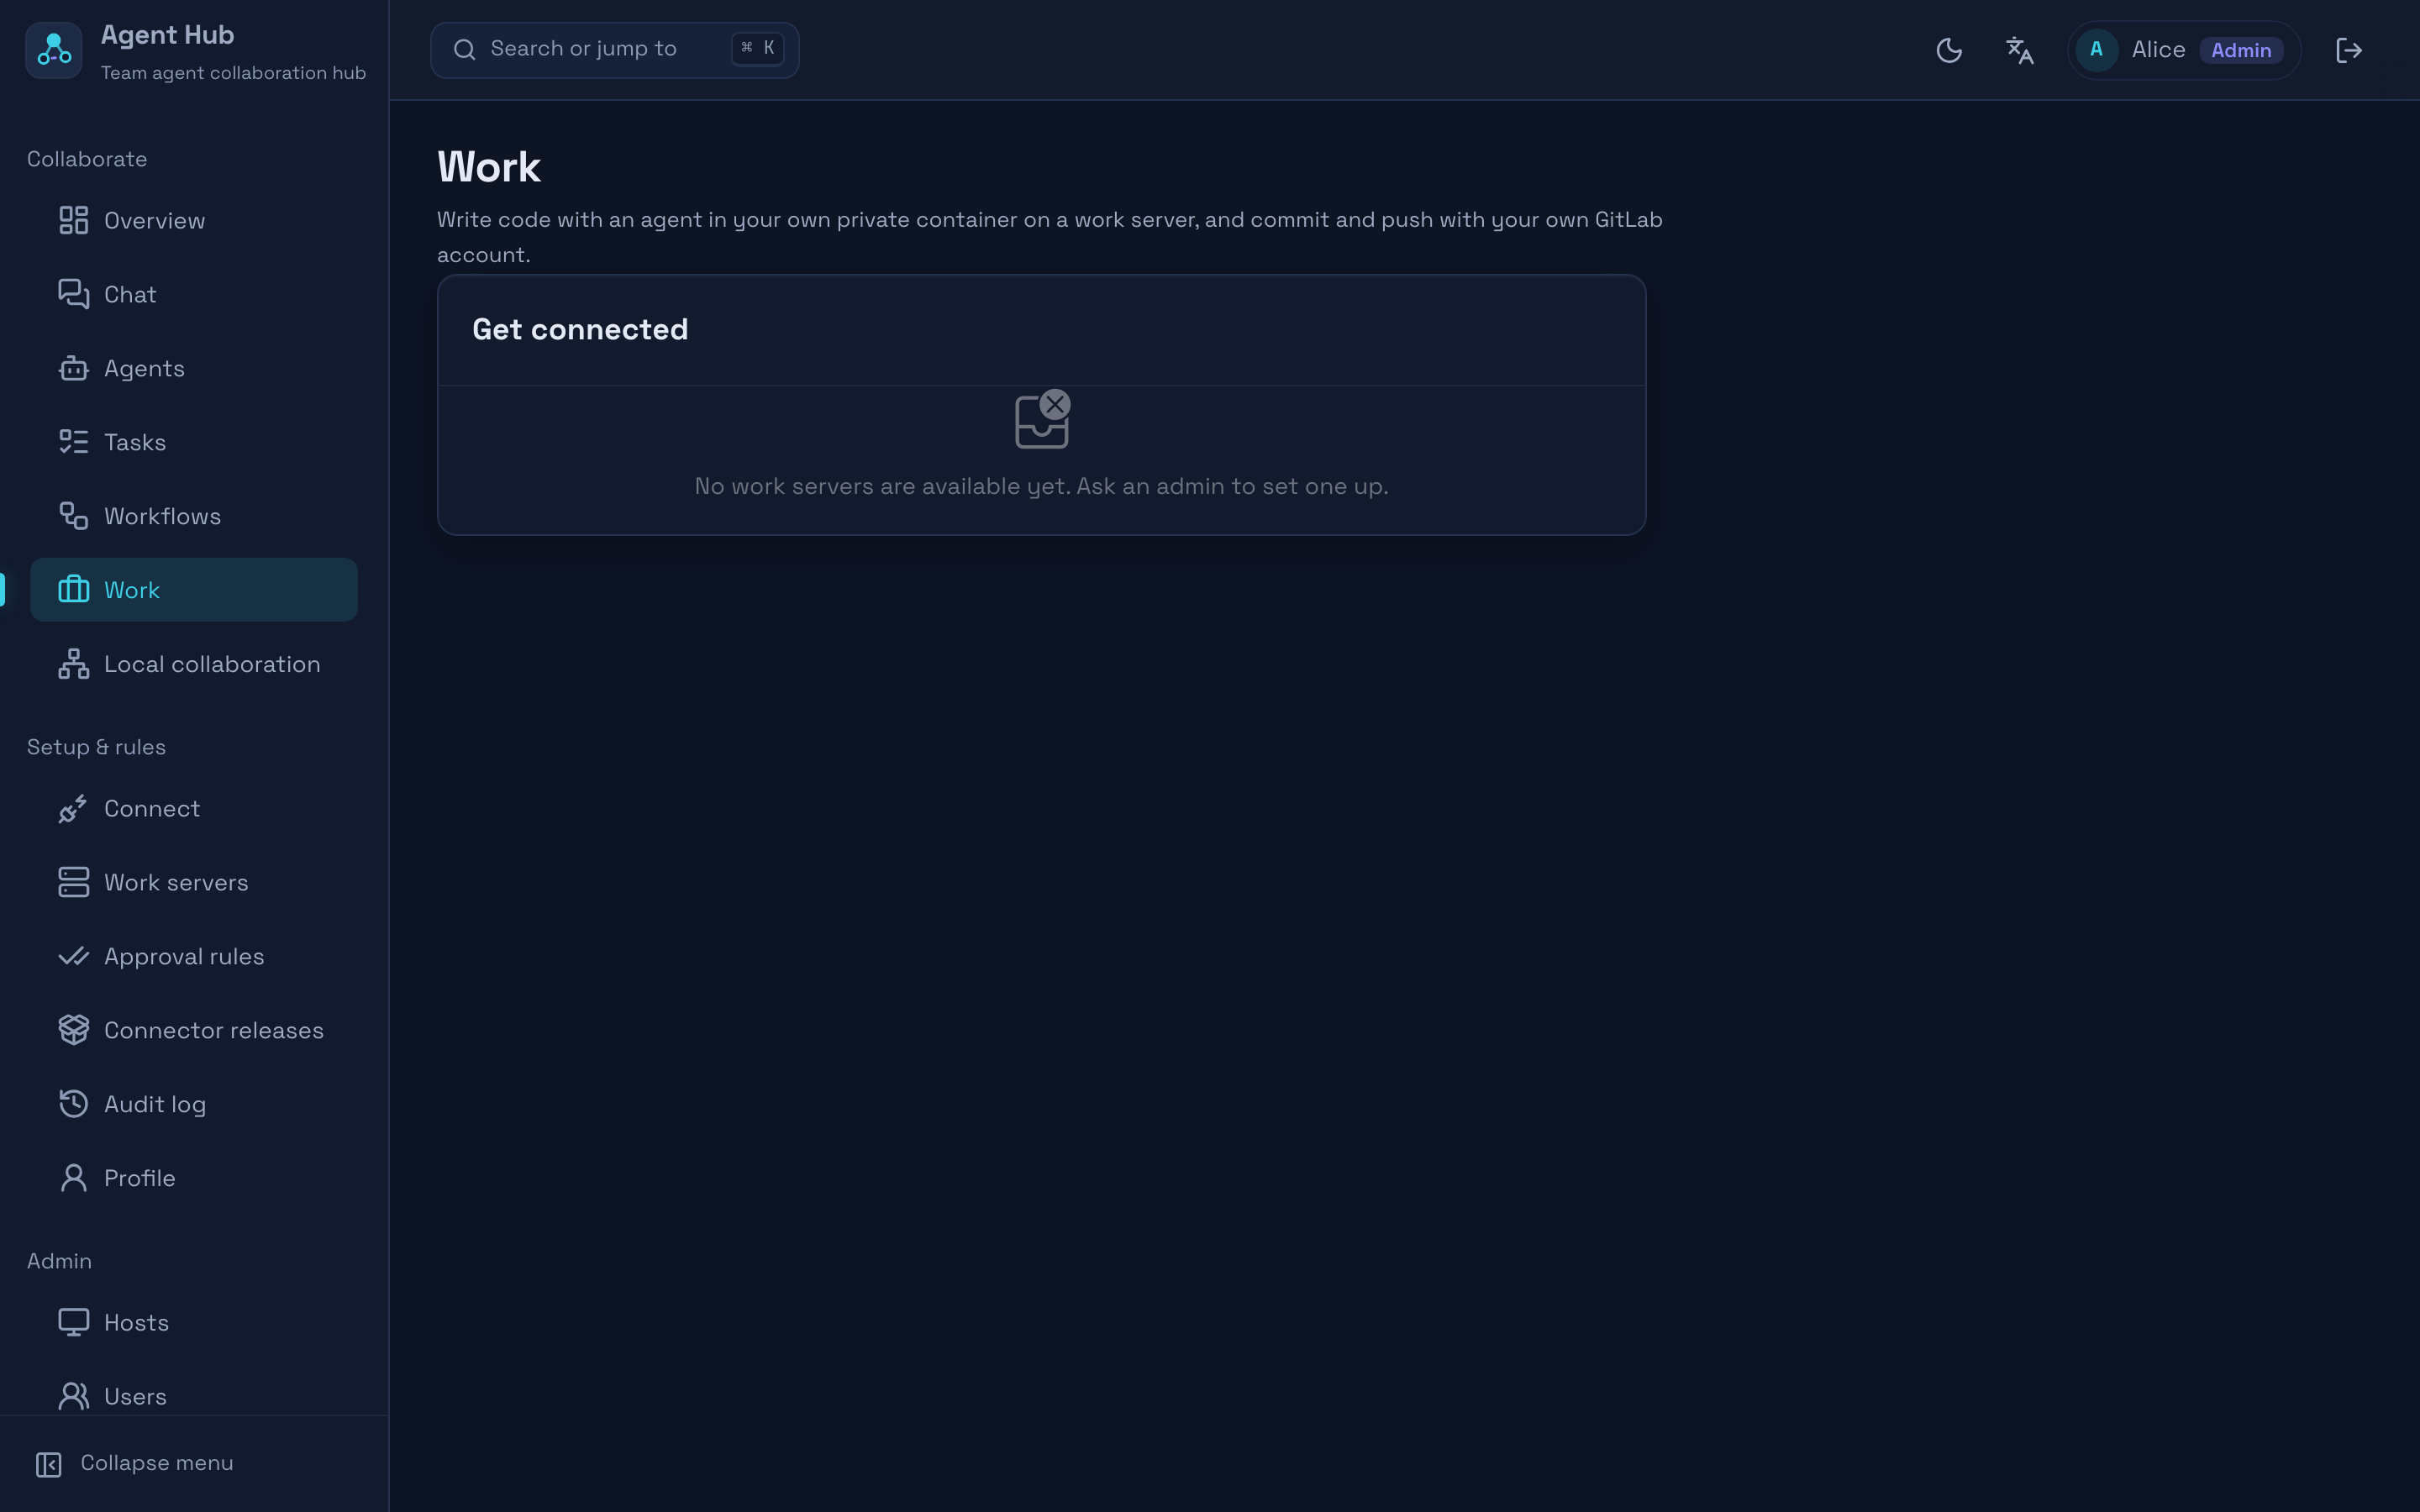 Agent Hub
Team agent collaboration hub
Search or jump to
⌘ K
A
Alice
Admin
Collaborate
Overview
Chat
Agents
Tasks
Workflows
Work
Local collaboration
Setup & rules
Connect
Work servers
Approval rules
Connector releases
Audit log
Profile
Admin
Hosts
Users
Collapse menu
Work
Write code with an agent in your own private container on a work server, and commit and push with your own GitLab
account.
Get connected
No work servers are available yet. Ask an admin to set one up.